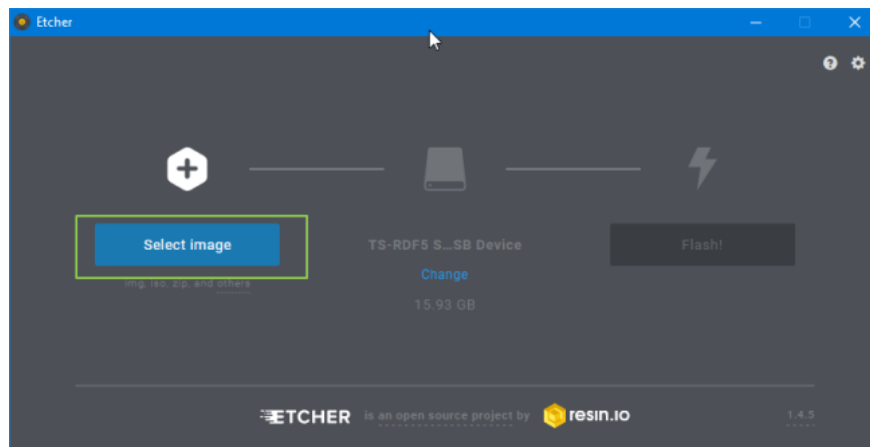 Etcher
Select image
TS-RDF5 S...SB Device
Flash!
img, iso, zip, and others
Change
15.93 GB
ETCHER is an open source project by resin.io
1.4.5